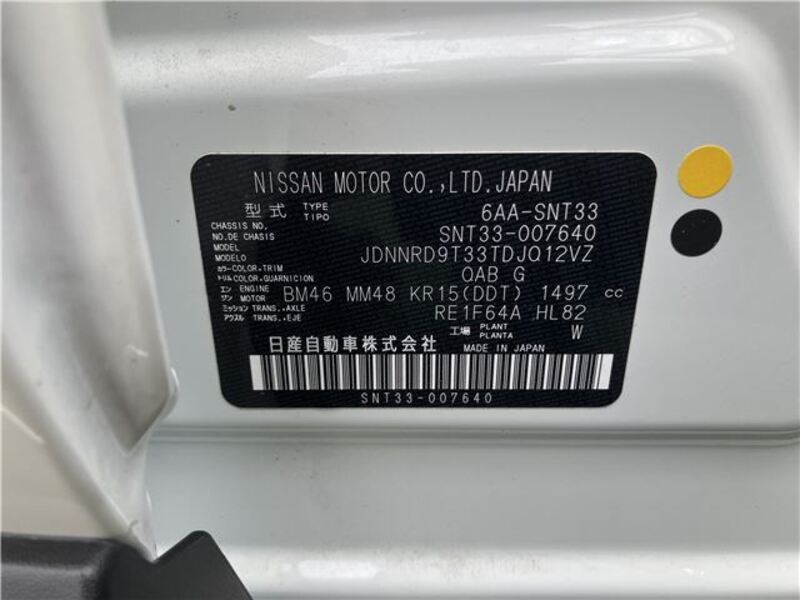 NISSAN MOTOR CO.,LTD.JAPAN
型式 TYPE TIPO 6AA-SNT33
CHASSIS NO. NO.DE CHASIS SNT33-007640
MODEL MODELO JDNNRD9T33TDJQ12VZ
カラー COLOR,TRIM トリム COLOR,GUARNICION QAB G
エンジン ENGINE MOTOR BM46 MM48 KR15(DDT) 1497 cc
ミッション TRANS.,AXLE アクスル TRANS.,EJE RE1F64A HL82
工場 PLANT PLANTA W
日産自動車株式会社 MADE IN JAPAN
SNT33-007640